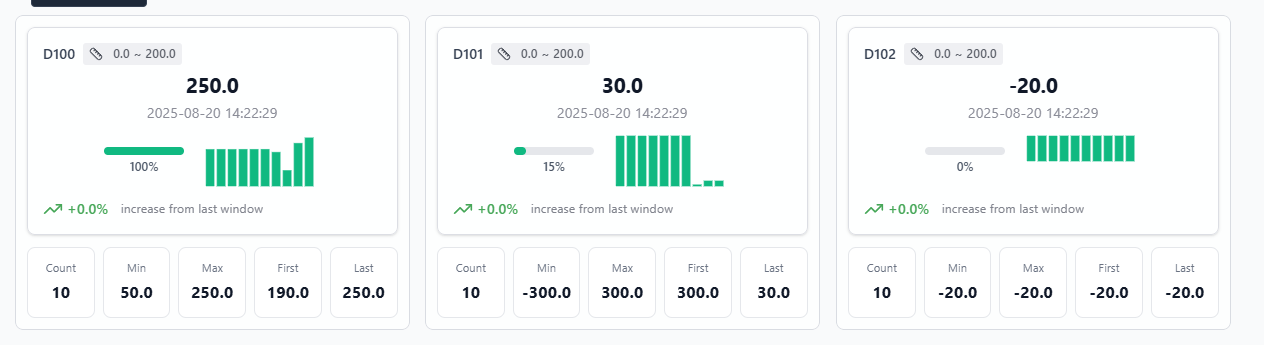 D100 0.0 ~ 200.0
250.0
2025-08-20 14:22:29
100%
+0.0% increase from last window
Count Min Max First Last
10 50.0 250.0 190.0 250.0
D101 0.0 ~ 200.0
30.0
2025-08-20 14:22:29
15%
+0.0% increase from last window
Count Min Max First Last
10 -300.0 300.0 300.0 30.0
D102 0.0 ~ 200.0
-20.0
2025-08-20 14:22:29
0%
+0.0% increase from last window
Count Min Max First Last
10 -20.0 -20.0 -20.0 -20.0